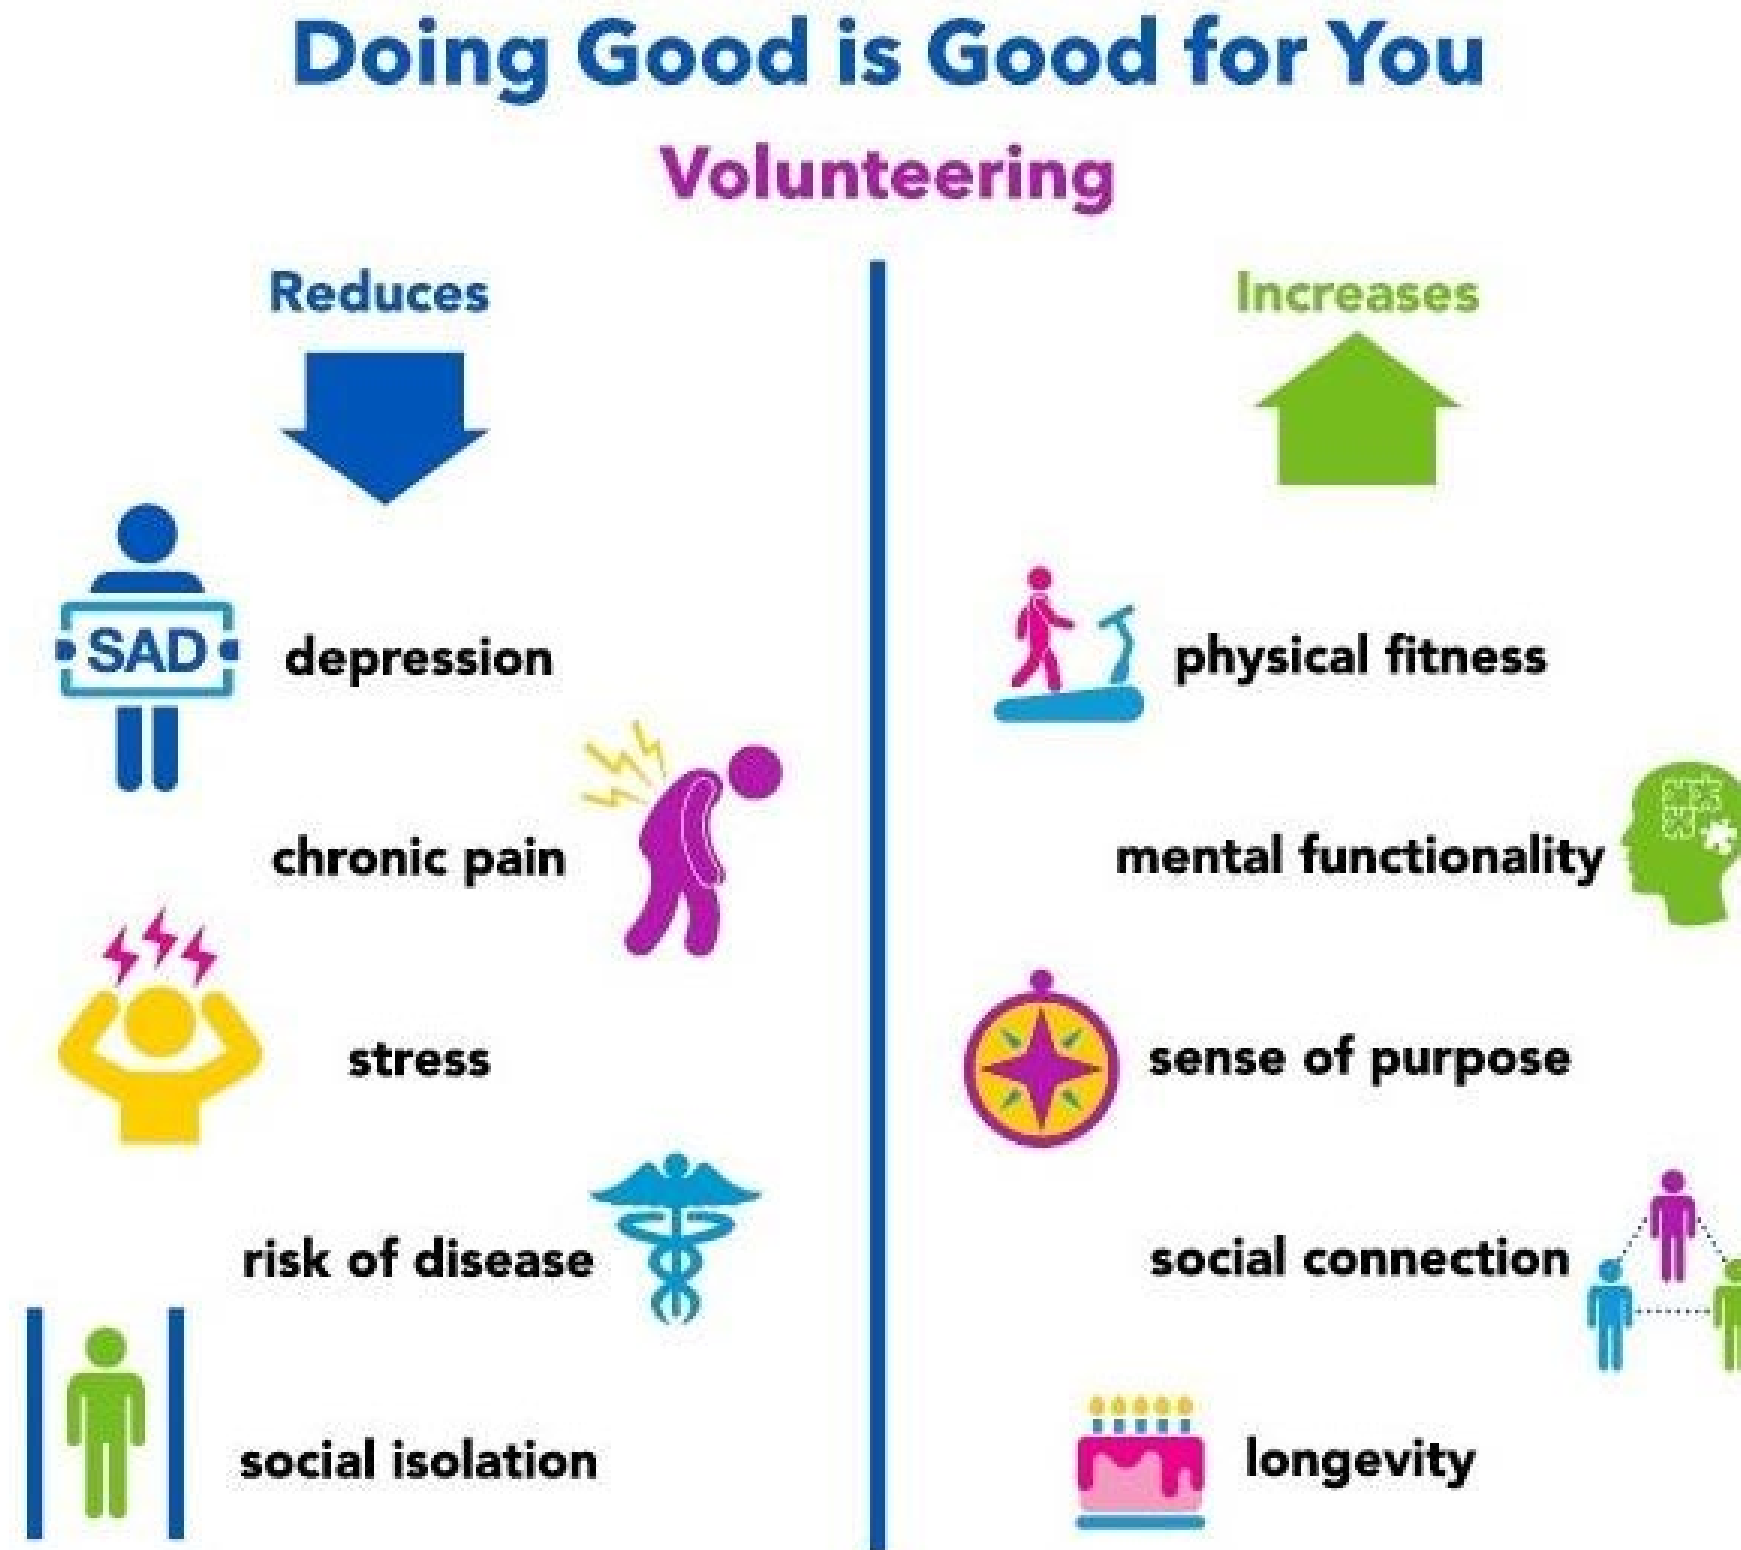 Doing Good is Good for You
Volunteering
Reduces
SAD
depression
chronic pain
stress
risk of disease
social isolation
Increases
physical fitness
mental functionality
sense of purpose
social connection
longevity